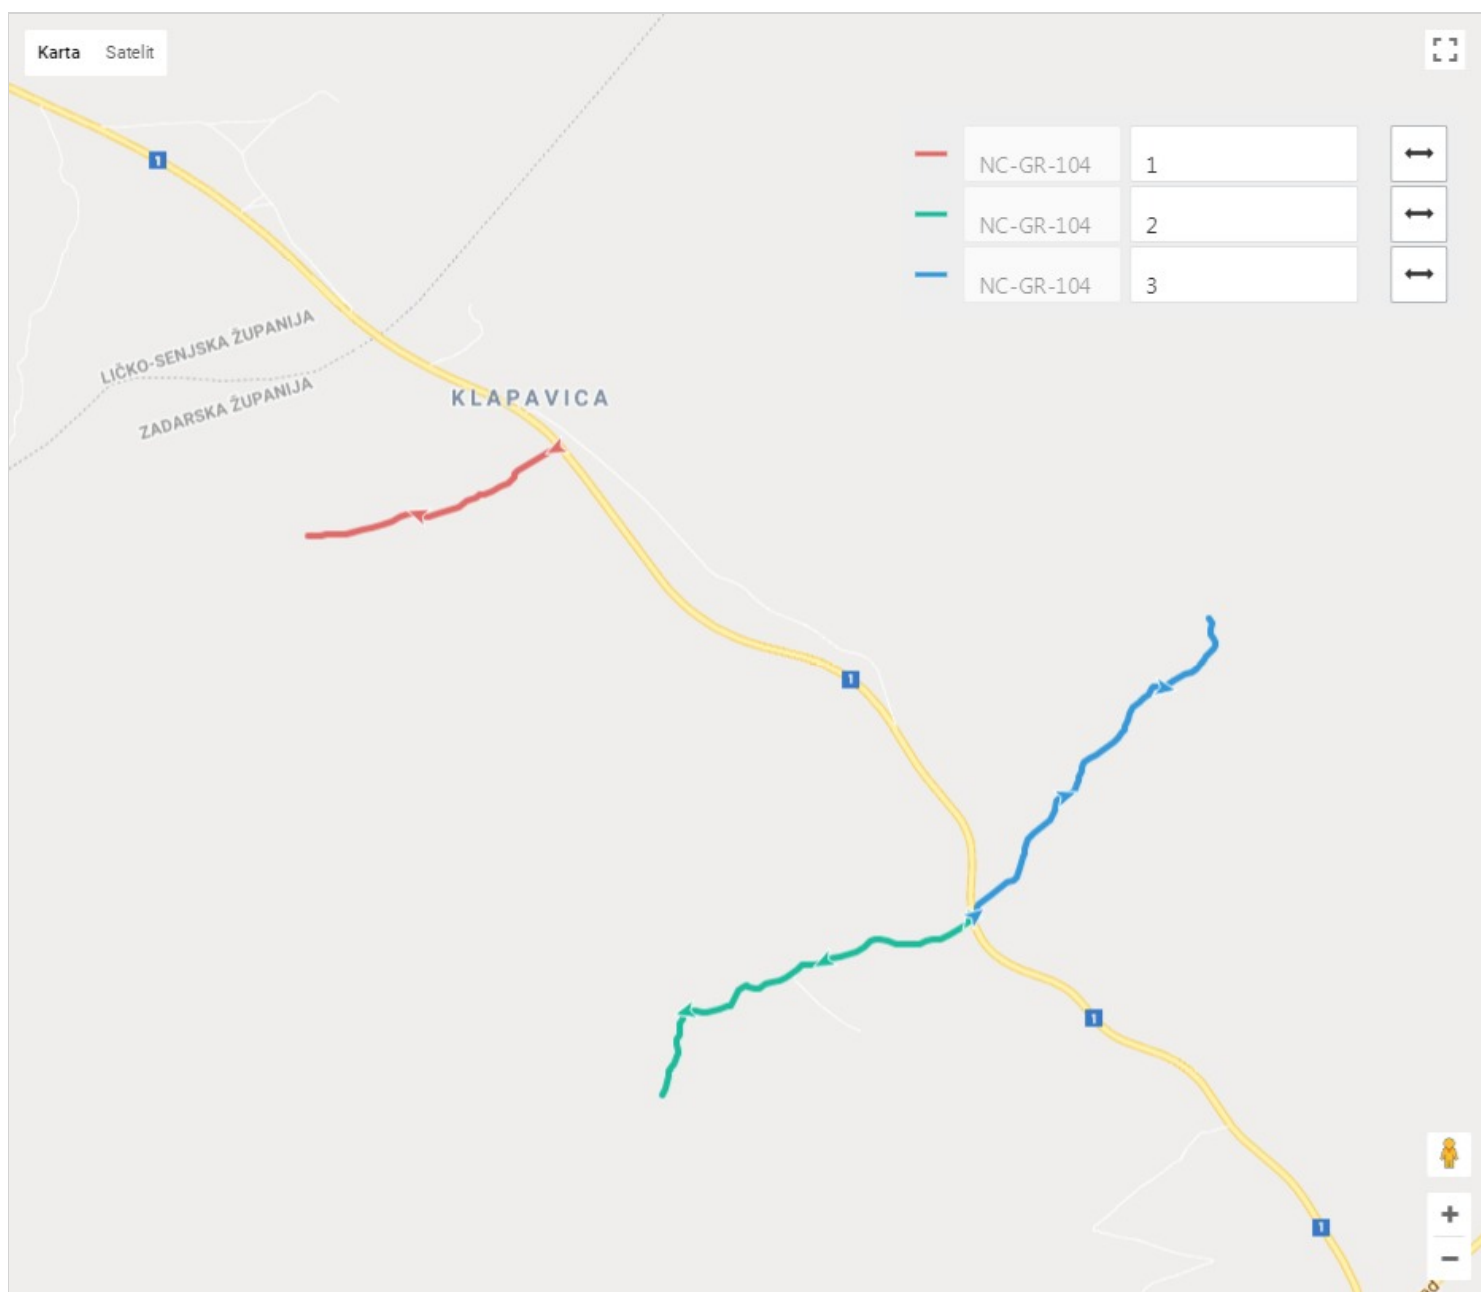 Karta Satelit
1
NC-GR-104 1
NC-GR-104 2
NC-GR-104 3
LIČKO-SENJSKA ŽUPANIJA
ZADARSKA ŽUPANIJA
KLAPAVICA
1
1
1